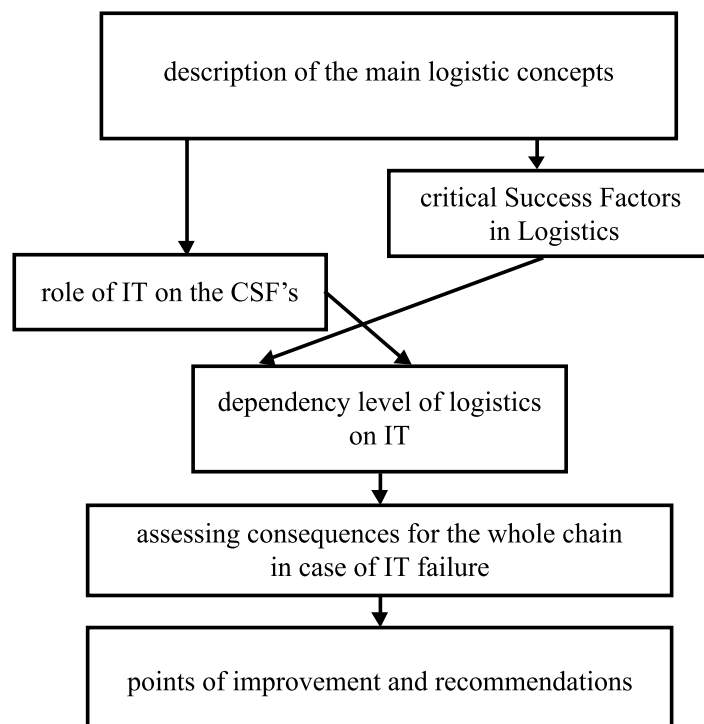 description of the main logistic concepts
critical Success Factors
in Logistics
role of IT on the CSF's
dependency level of logistics
on IT
assessing consequences for the whole chain
in case of IT failure
points of improvement and recommendations